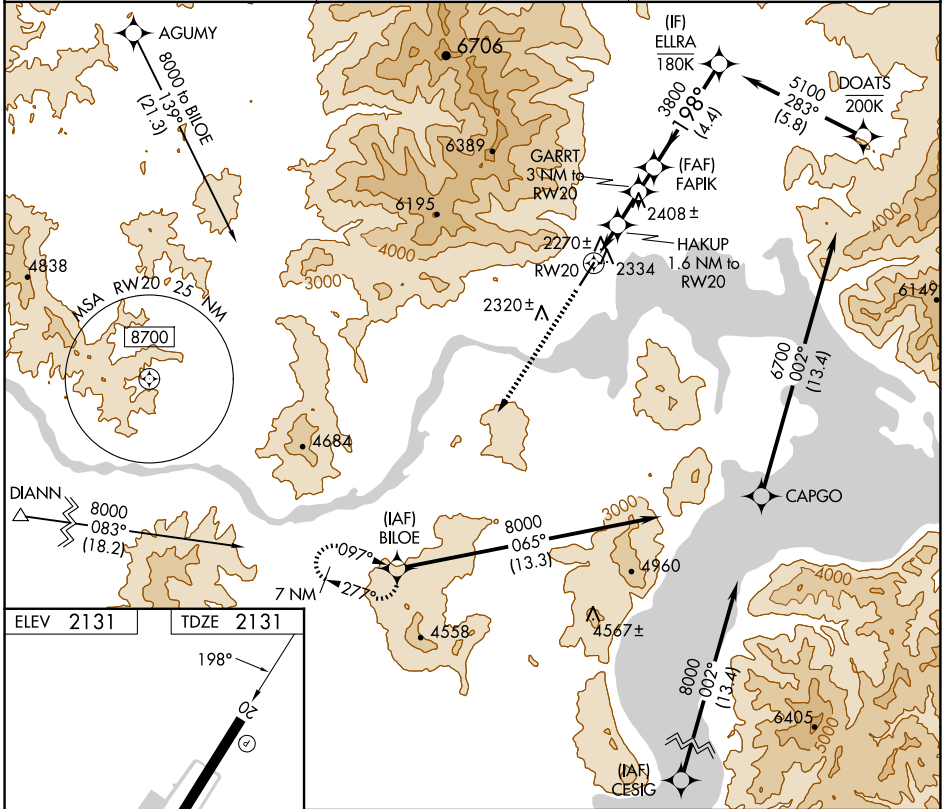 AGUMY
8000 to BILOE
139°
(21.3)
6706
6389
6195
4000
3000
(IF)
ELLRA
180K
DOATS
200K
5100
283°
(5.8)
3800
198°
(4.4)
GARRT
3 NM to
RW20
(FAF)
FAPIK
2408±
HAKUP
1.6 NM to
RW20
2270±
RW20
2334
2320±
4000
6149
4838
MSA RW20 25 NM
8700
4684
6700
002°
(13.4)
CAPGO
DIANN
8000
083°
(18.2)
(IAF)
BILOE
097°
277°
7 NM
8000
065°
(13.3)
3000
4960
4558
4567±
4000
8000
002°
(13.4)
6405
5000
(IAF)
CESIG
ELEV 2131
TDZE 2131
198°
20
P